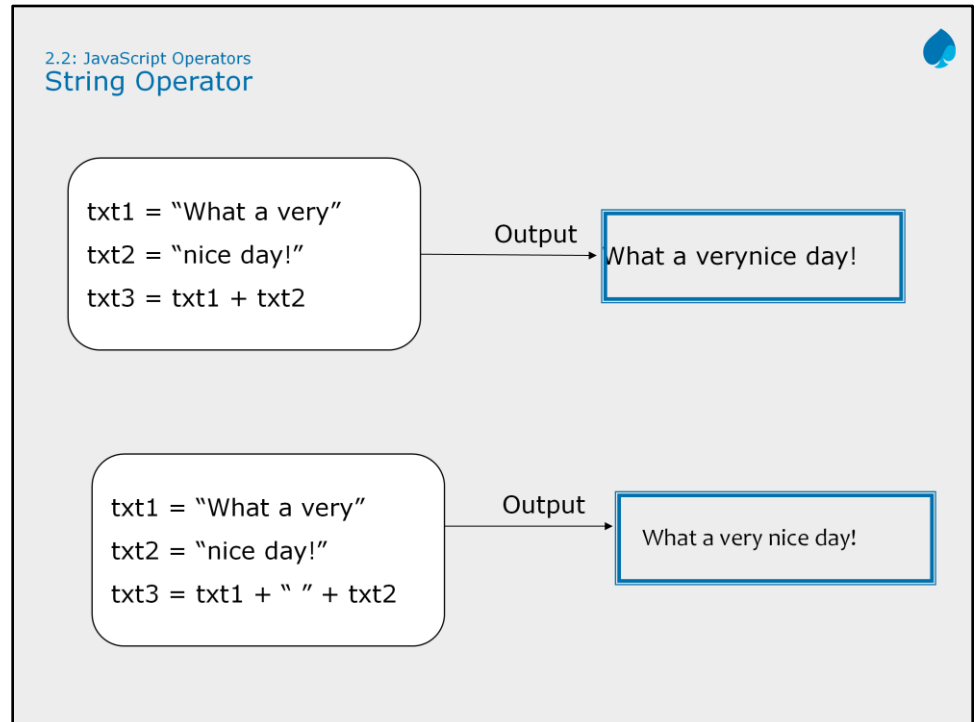 2.2: JavaScript Operators
String Operator
txt1 = “What a very”
txt2 = “nice day!”
txt3 = txt1 + txt2
Output
What a verynice day!
txt1 = “What a very”
txt2 = “nice day!”
txt3 = txt1 + “ ” + txt2
Output
What a very nice day!